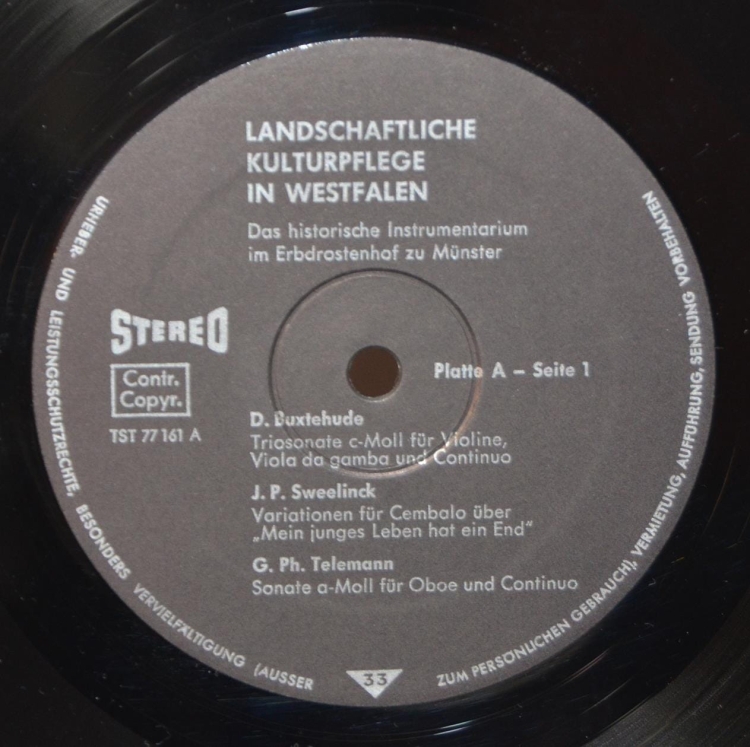 LANDSCHAFTLICHE
KULTURPFLEGE
IN WESTFALEN
Das historische Instrumentarium
im Erbdrostenhof zu Münster
STEREO
Contr.
Copyr.
TST 77 161 A
Platte A – Seite 1
D. Buxtehude
Triosonate c-Moll für Violine,
Viola da gamba und Continuo
J. P. Sweelinck
Variationen für Cembalo über
„Mein junges Leben hat ein End“
G. Ph. Telemann
Sonate a-Moll für Oboe und Continuo
URHEBER- UND LEISTUNGSSCHUTZRECHTE, BESONDERS VERVIELFÄLTIGUNG (AUSSER ZUM PERSÖNLICHEN GEBRAUCH), VERMIETUNG, AUFFÜHRUNG, SENDUNG VORBEHALTEN
33